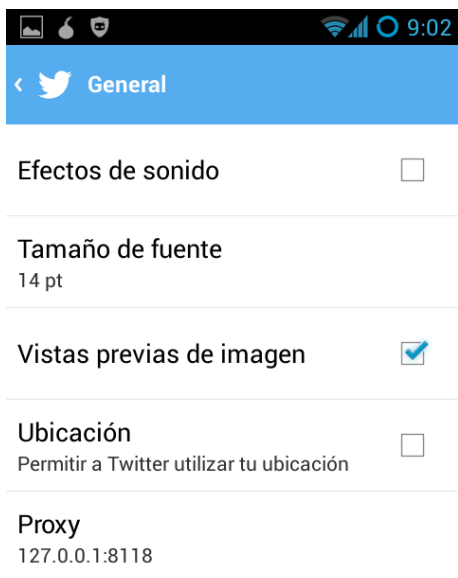 9:02
General
Efectos de sonido
Tamaño de fuente
14 pt
Vistas previas de imagen
Ubicación
Permitir a Twitter utilizar tu ubicación
Proxy
127.0.0.1:8118